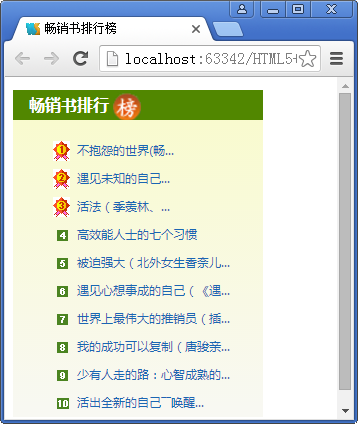 畅销书排行榜
localhost:63342/HTML5
畅销书排行 榜
1 不抱怨的世界(畅...
2 遇见未知的自己...
3 活法（季羡林、...
4 高效能人士的七个习惯
5 被迫强大（北外女生香奈儿...
6 遇见心想事成的自己（《遇...
7 世界上最伟大的推销员（插...
8 我的成功可以复制（唐骏亲...
9 少有人走的路：心智成熟的...
10 活出全新的自己―唤醒...